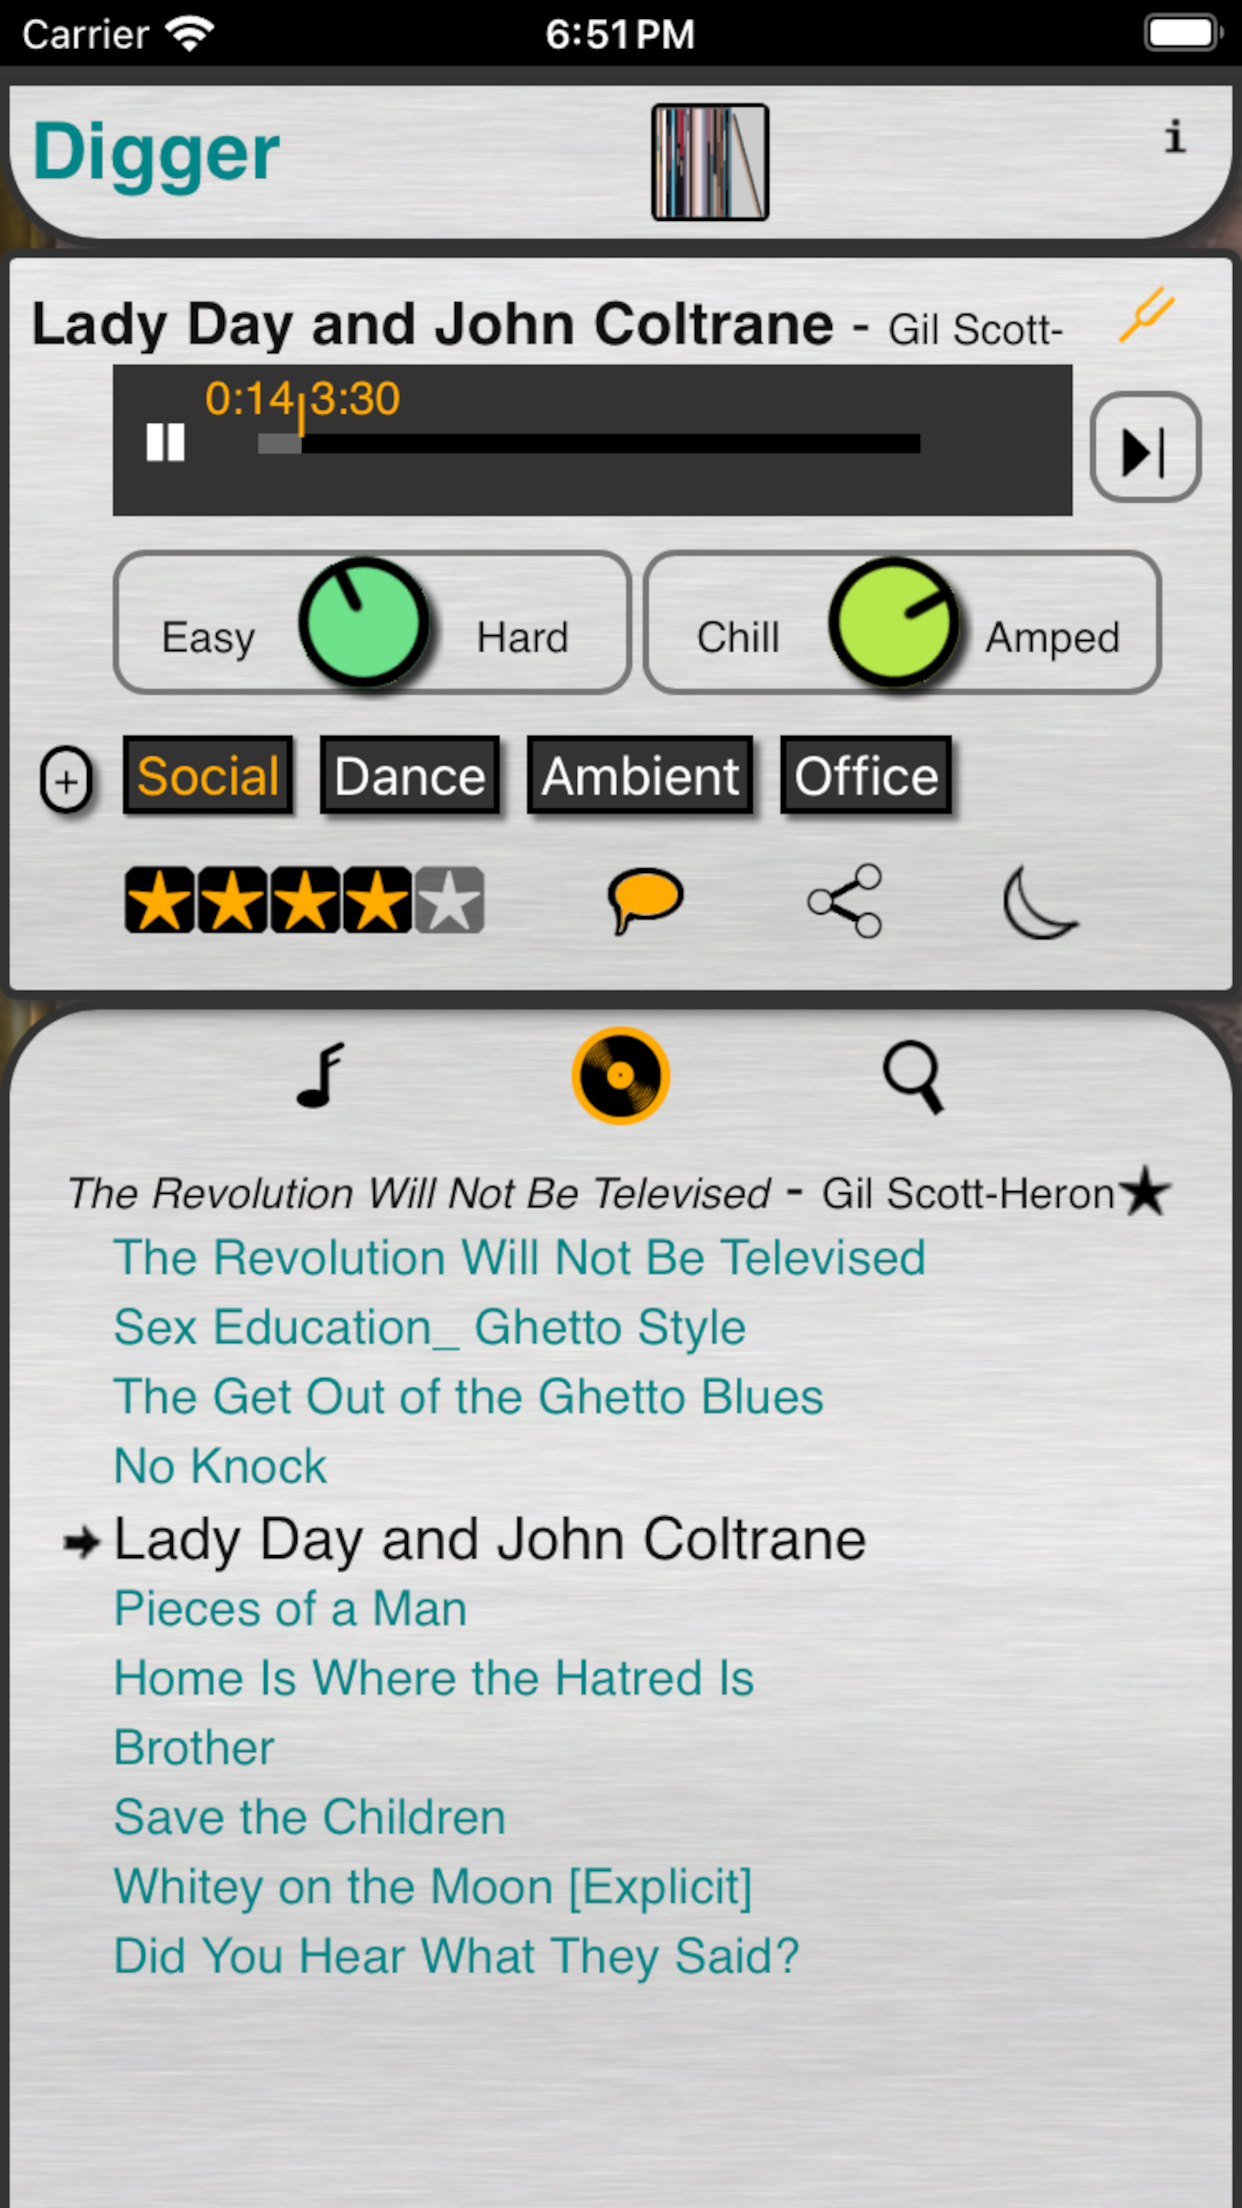 Carrier 6:51 PM
Digger i
Lady Day and John Coltrane - Gil Scott-
0:14 3:30
Easy Hard Chill Amped
+ Social Dance Ambient Office
The Revolution Will Not Be Televised - Gil Scott-Heron
The Revolution Will Not Be Televised
Sex Education_ Ghetto Style
The Get Out of the Ghetto Blues
No Knock
Lady Day and John Coltrane
Pieces of a Man
Home Is Where the Hatred Is
Brother
Save the Children
Whitey on the Moon [Explicit]
Did You Hear What They Said?